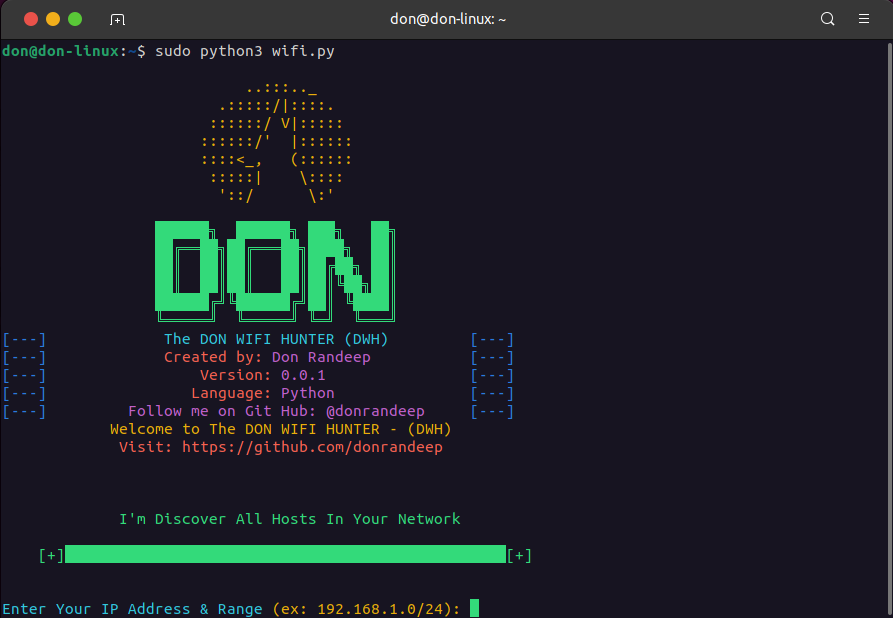 don@don-linux: ~
don@don-linux:~$ sudo python3 wifi.py
..:::.._
.:::::/|::::.
::::::/ V|:::::
::::::/'  |::::::
::::<_,   (::::::
:::::|    \::::
'::/      \:'
DON
[---] The DON WIFI HUNTER (DWH) [---]
[---] Created by: Don Randeep [---]
[---] Version: 0.0.1 [---]
[---] Language: Python [---]
[---] Follow me on Git Hub: @donrandeep [---]
Welcome to The DON WIFI HUNTER - (DWH)
Visit: https://github.com/donrandeep
I'm Discover All Hosts In Your Network
[+] [+]
Enter Your IP Address & Range (ex: 192.168.1.0/24):